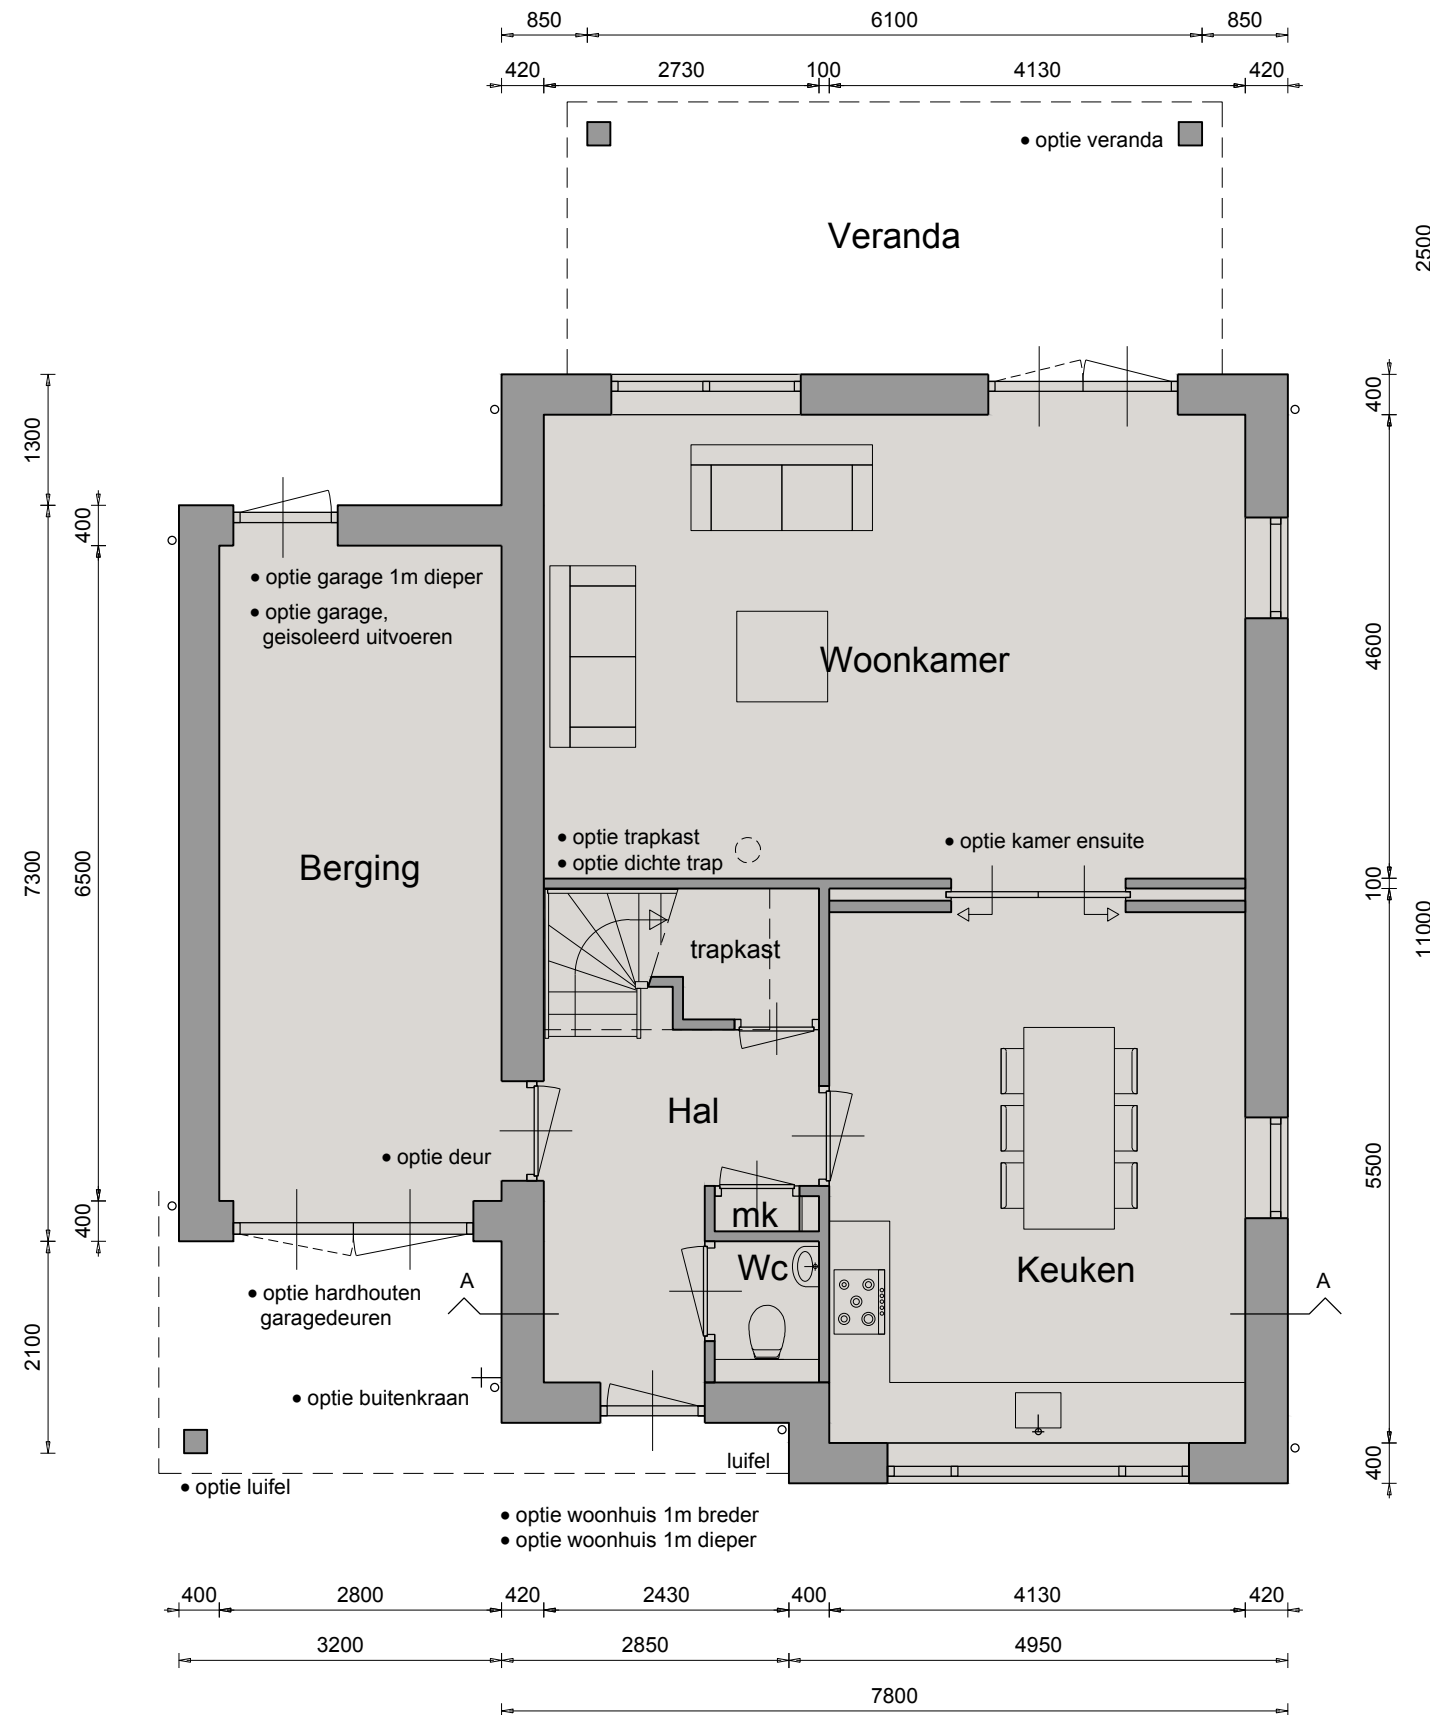 850 6100 850
420 2730 100 4130 420
• optie veranda
Veranda
2500
400
1300
400
• optie garage 1m dieper
• optie garage,
geisoleerd uitvoeren
Woonkamer
4600
• optie trapkast
• optie dichte trap
• optie kamer ensuite
Berging
7300
6500
100
11000
trapkast
Hal
• optie deur
5500
mk
400
Wc
Keuken
A
A
• optie hardhouten
garagedeuren
2100
• optie buitenkraan
luifel
400
• optie luifel
• optie woonhuis 1m breder
• optie woonhuis 1m dieper
400 2800 420 2430 400 4130 420
3200 2850 4950
7800